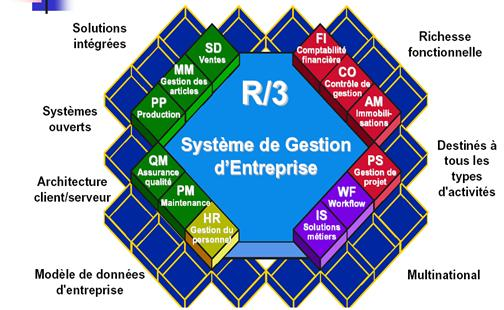 Solutions
intégrées
Systèmes
ouverts
Architecture
client/serveur
Modèle de données
d'entreprise
SD
Ventes
MM
Gestion des
articles
PP
Production
QM
Assurance
qualité
PM
Maintenance
HR
Gestion du
personnel
R/3
Système de Gestion
d'Entreprise
FI
Comptabilité
financière
CO
Contrôle de
gestion
AM
Immobili-
sations
PS
Gestion de
projet
WF
Workflow
IS
Solutions
métiers
Richesse
fonctionnelle
Destinés à
tous les
types
d'activités
Multinational